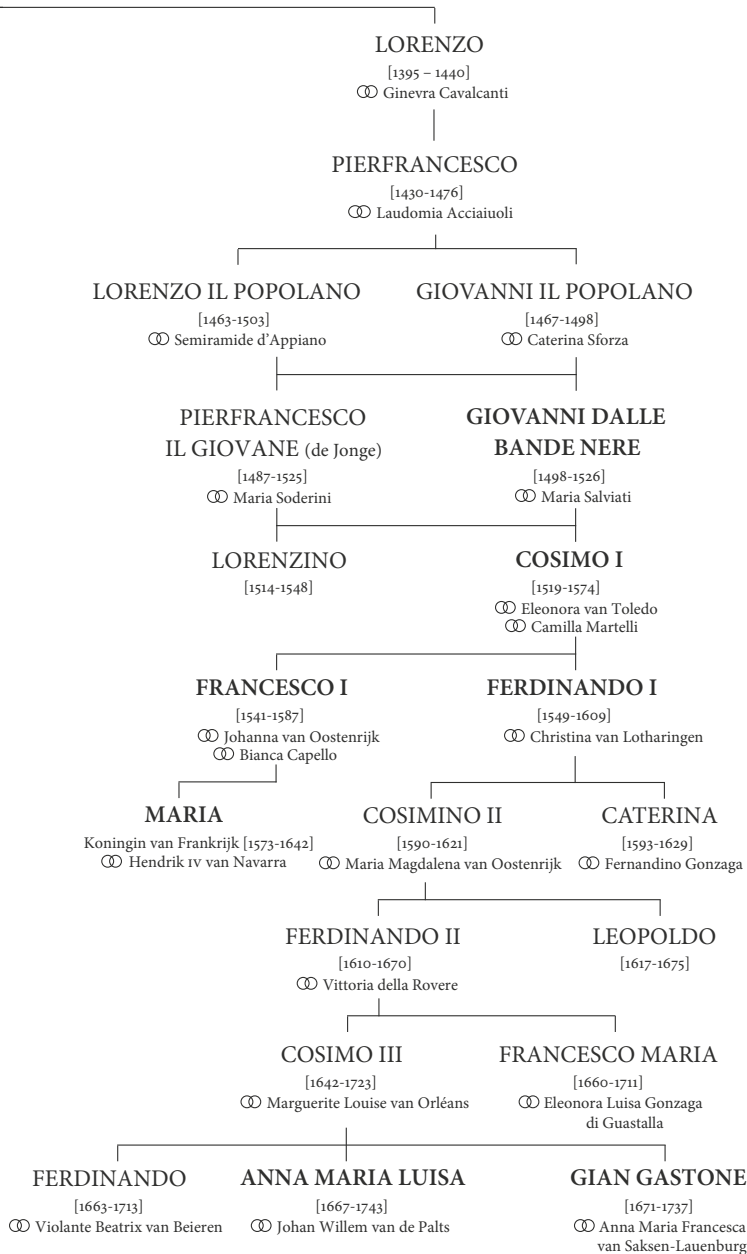 LORENZO
[1395 – 1440]
Ginevra Cavalcanti
PIERFRANCESCO
[1430-1476]
Laudomia Acciaiuoli
LORENZO IL POPOLANO
[1463-1503]
Semiramide d'Appiano
GIOVANNI IL POPOLANO
[1467-1498]
Caterina Sforza
PIERFRANCESCO
IL GIOVANE (de Jonge)
[1487-1525]
Maria Soderini
GIOVANNI DALLE
BANDE NERE
[1498-1526]
Maria Salviati
LORENZINO
[1514-1548]
COSIMO I
[1519-1574]
Eleonora van Toledo
Camilla Martelli
FRANCESCO I
[1541-1587]
Johanna van Oostenrijk
Bianca Capello
FERDINANDO I
[1549-1609]
Christina van Lotharingen
MARIA
Koningin van Frankrijk [1573-1642]
Hendrik IV van Navarra
COSIMINO II
[1590-1621]
Maria Magdalena van Oostenrijk
CATERINA
[1593-1629]
Fernandino Gonzaga
FERDINANDO II
[1610-1670]
Vittoria della Rovere
LEOPOLDO
[1617-1675]
COSIMO III
[1642-1723]
Marguerite Louise van Orléans
FRANCESCO MARIA
[1660-1711]
Eleonora Luisa Gonzaga
di Guastalla
FERDINANDO
[1663-1713]
Violante Beatrix van Beieren
ANNA MARIA LUISA
[1667-1743]
Johan Willem van de Palts
GIAN GASTONE
[1671-1737]
Anna Maria Francesca
van Saksen-Lauenburg